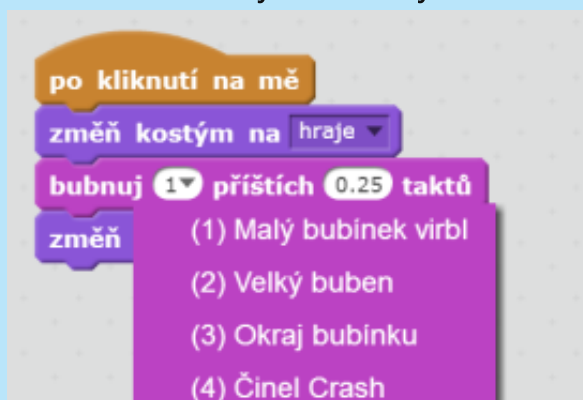 po kliknutí na mě
změň kostým na hraje
bubnuj 1 příštích 0.25 taktů
změň
(1) Malý bubínek virbl
(2) Velký buben
(3) Okraj bubínku
(4) Činel Crash